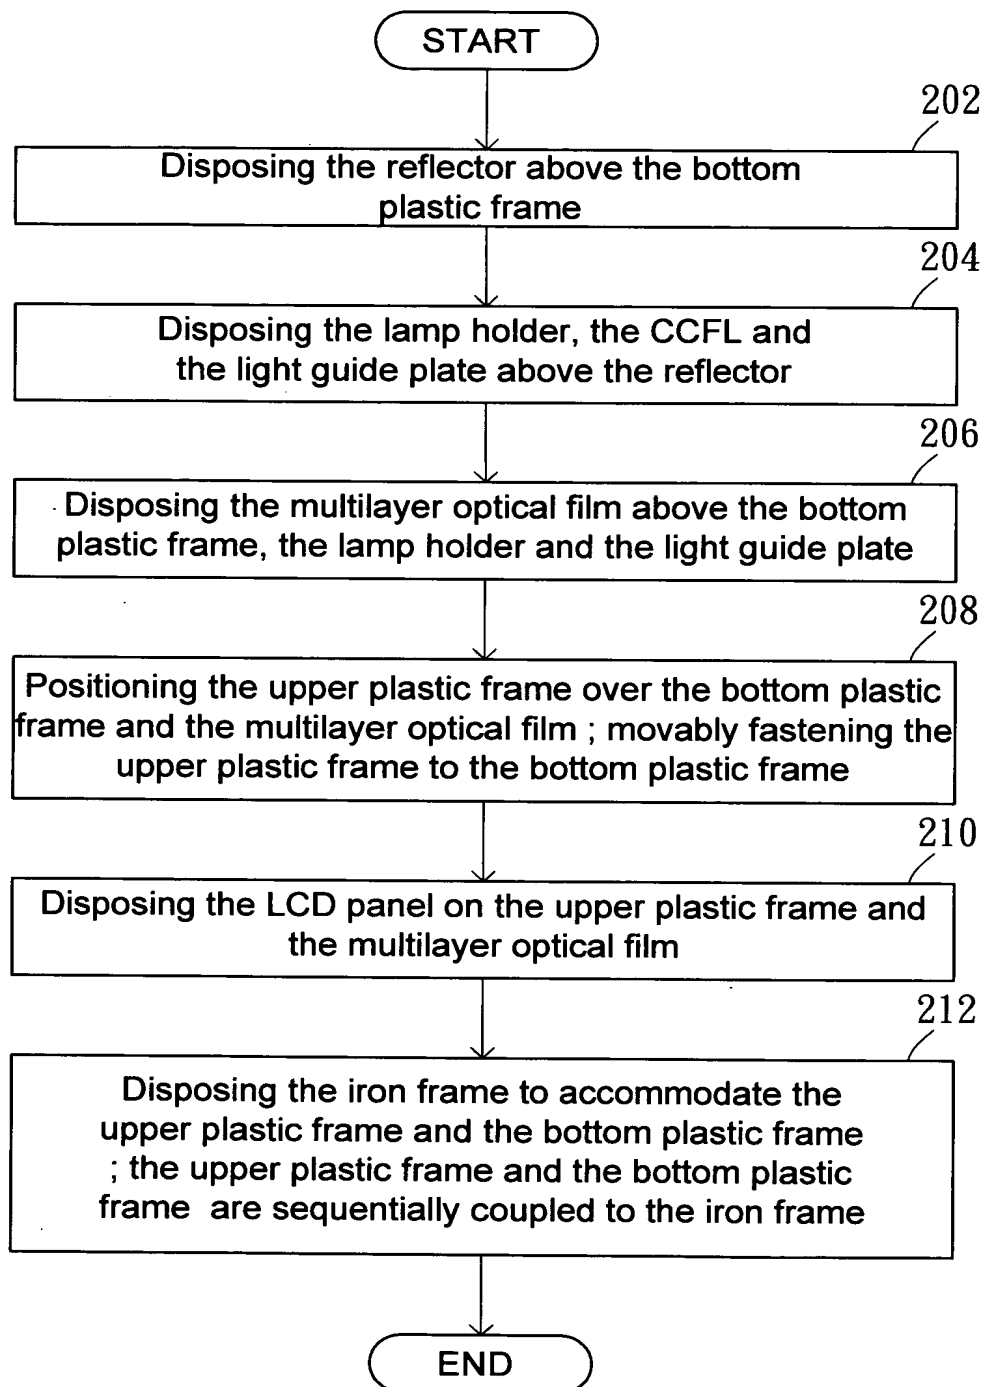 START
202
Disposing the reflector above the bottom
plastic frame
204
Disposing the lamp holder, the CCFL and
the light guide plate above the reflector
206
Disposing the multilayer optical film above the bottom
plastic frame, the lamp holder and the light guide plate
208
Positioning the upper plastic frame over the bottom plastic
frame and the multilayer optical film ; movably fastening the
upper plastic frame to the bottom plastic frame
210
Disposing the LCD panel on the upper plastic frame and
the multilayer optical film
212
Disposing the iron frame to accommodate the
upper plastic frame and the bottom plastic frame
; the upper plastic frame and the bottom plastic
frame are sequentially coupled to the iron frame
END